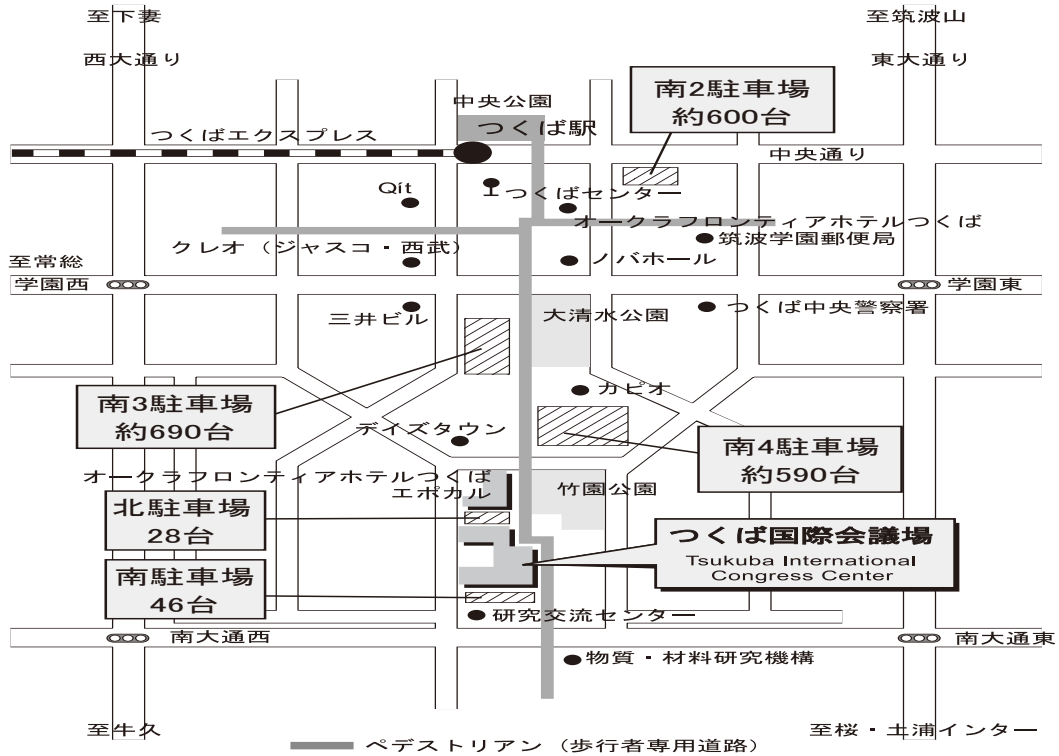 至下妻
至筑波山
西大通り
東大通り
南2駐車場
約600台
中央公園
つくば駅
つくばエクスプレス
中央通り
Qít
つくばセンター
オークラフロンティアホテルつくば
筑波学園郵便局
クレオ（ジャスコ・西武）
ノバホール
至常総
学園西
学園東
三井ビル
大清水公園
つくば中央警察署
カピオ
南3駐車場
約690台
デイズタウン
南4駐車場
約590台
オークラフロンティアホテルつくば
エポカル
竹園公園
北駐車場
28台
つくば国際会議場
Tsukuba International
Congress Center
南駐車場
46台
研究交流センター
南大通西
南大通東
物質・材料研究機構
至牛久
至桜・土浦インター
ペデストリアン（歩行者専用道路）